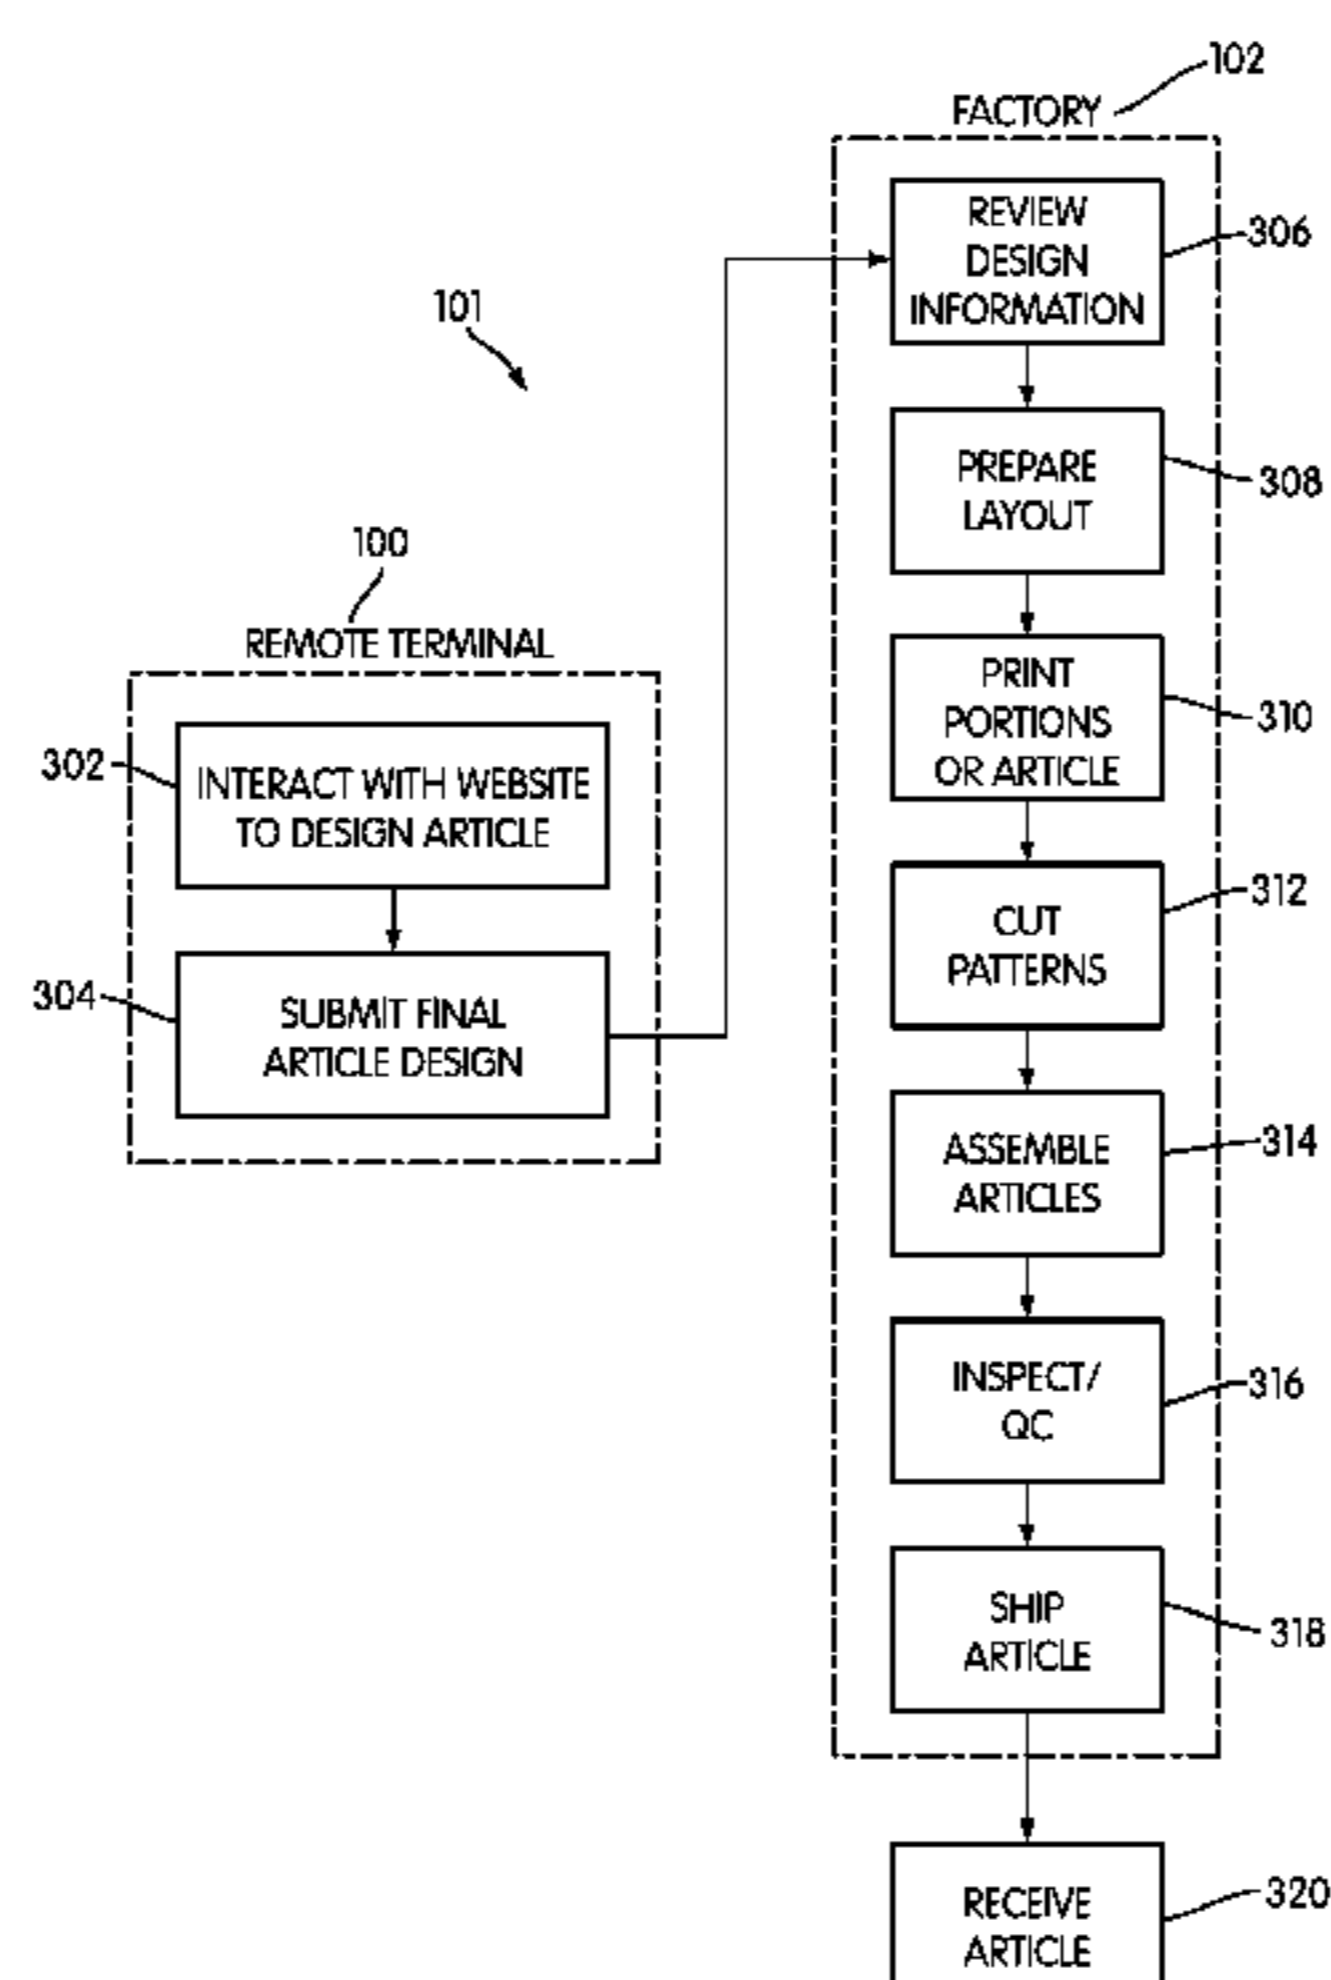 102
FACTORY
REVIEW
DESIGN
INFORMATION
306
101
PREPARE
LAYOUT
308
100
REMOTE TERMINAL
PRINT
PORTIONS
OR ARTICLE
310
302
INTERACT WITH WEBSITE
TO DESIGN ARTICLE
CUT
PATTERNS
312
304
SUBMIT FINAL
ARTICLE DESIGN
ASSEMBLE
ARTICLES
314
INSPECT/
QC
316
SHIP
ARTICLE
318
RECEIVE
ARTICLE
320